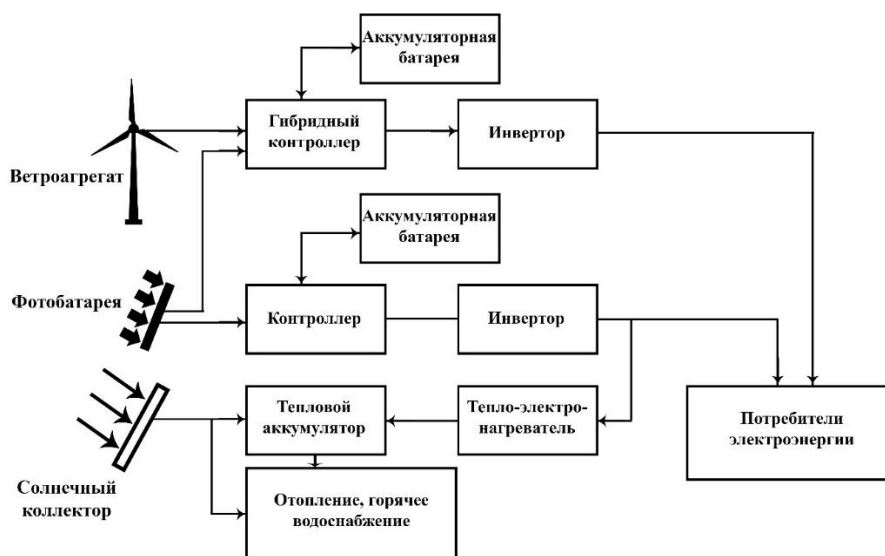 Аккумуляторная
батарея
Гибридный
контроллер
Инвертор
Ветроагрегат
Аккумуляторная
батарея
Фотобатарея
Контроллер
Инвертор
Тепловой
аккумулятор
Тепло-электро-
нагреватель
Потребители
электроэнергии
Солнечный
коллектор
Отопление, горячее
водоснабжение